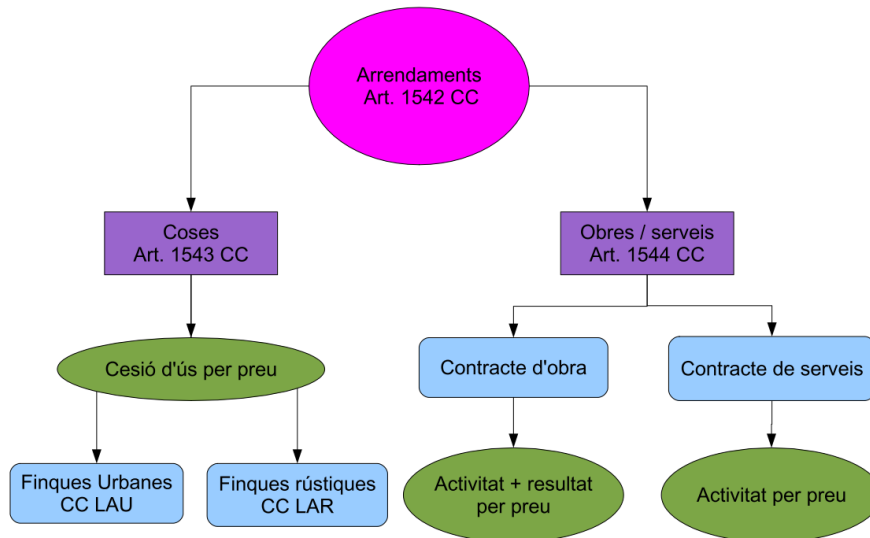 Arrendaments
Art. 1542 CC
Coses
Art. 1543 CC
Obres / serveis
Art. 1544 CC
Cesió d'ús per preu
Contracte d'obra
Contracte de serveis
Finques Urbanes
CC LAU
Finques rústiques
CC LAR
Activitat + resultat
per preu
Activitat per preu